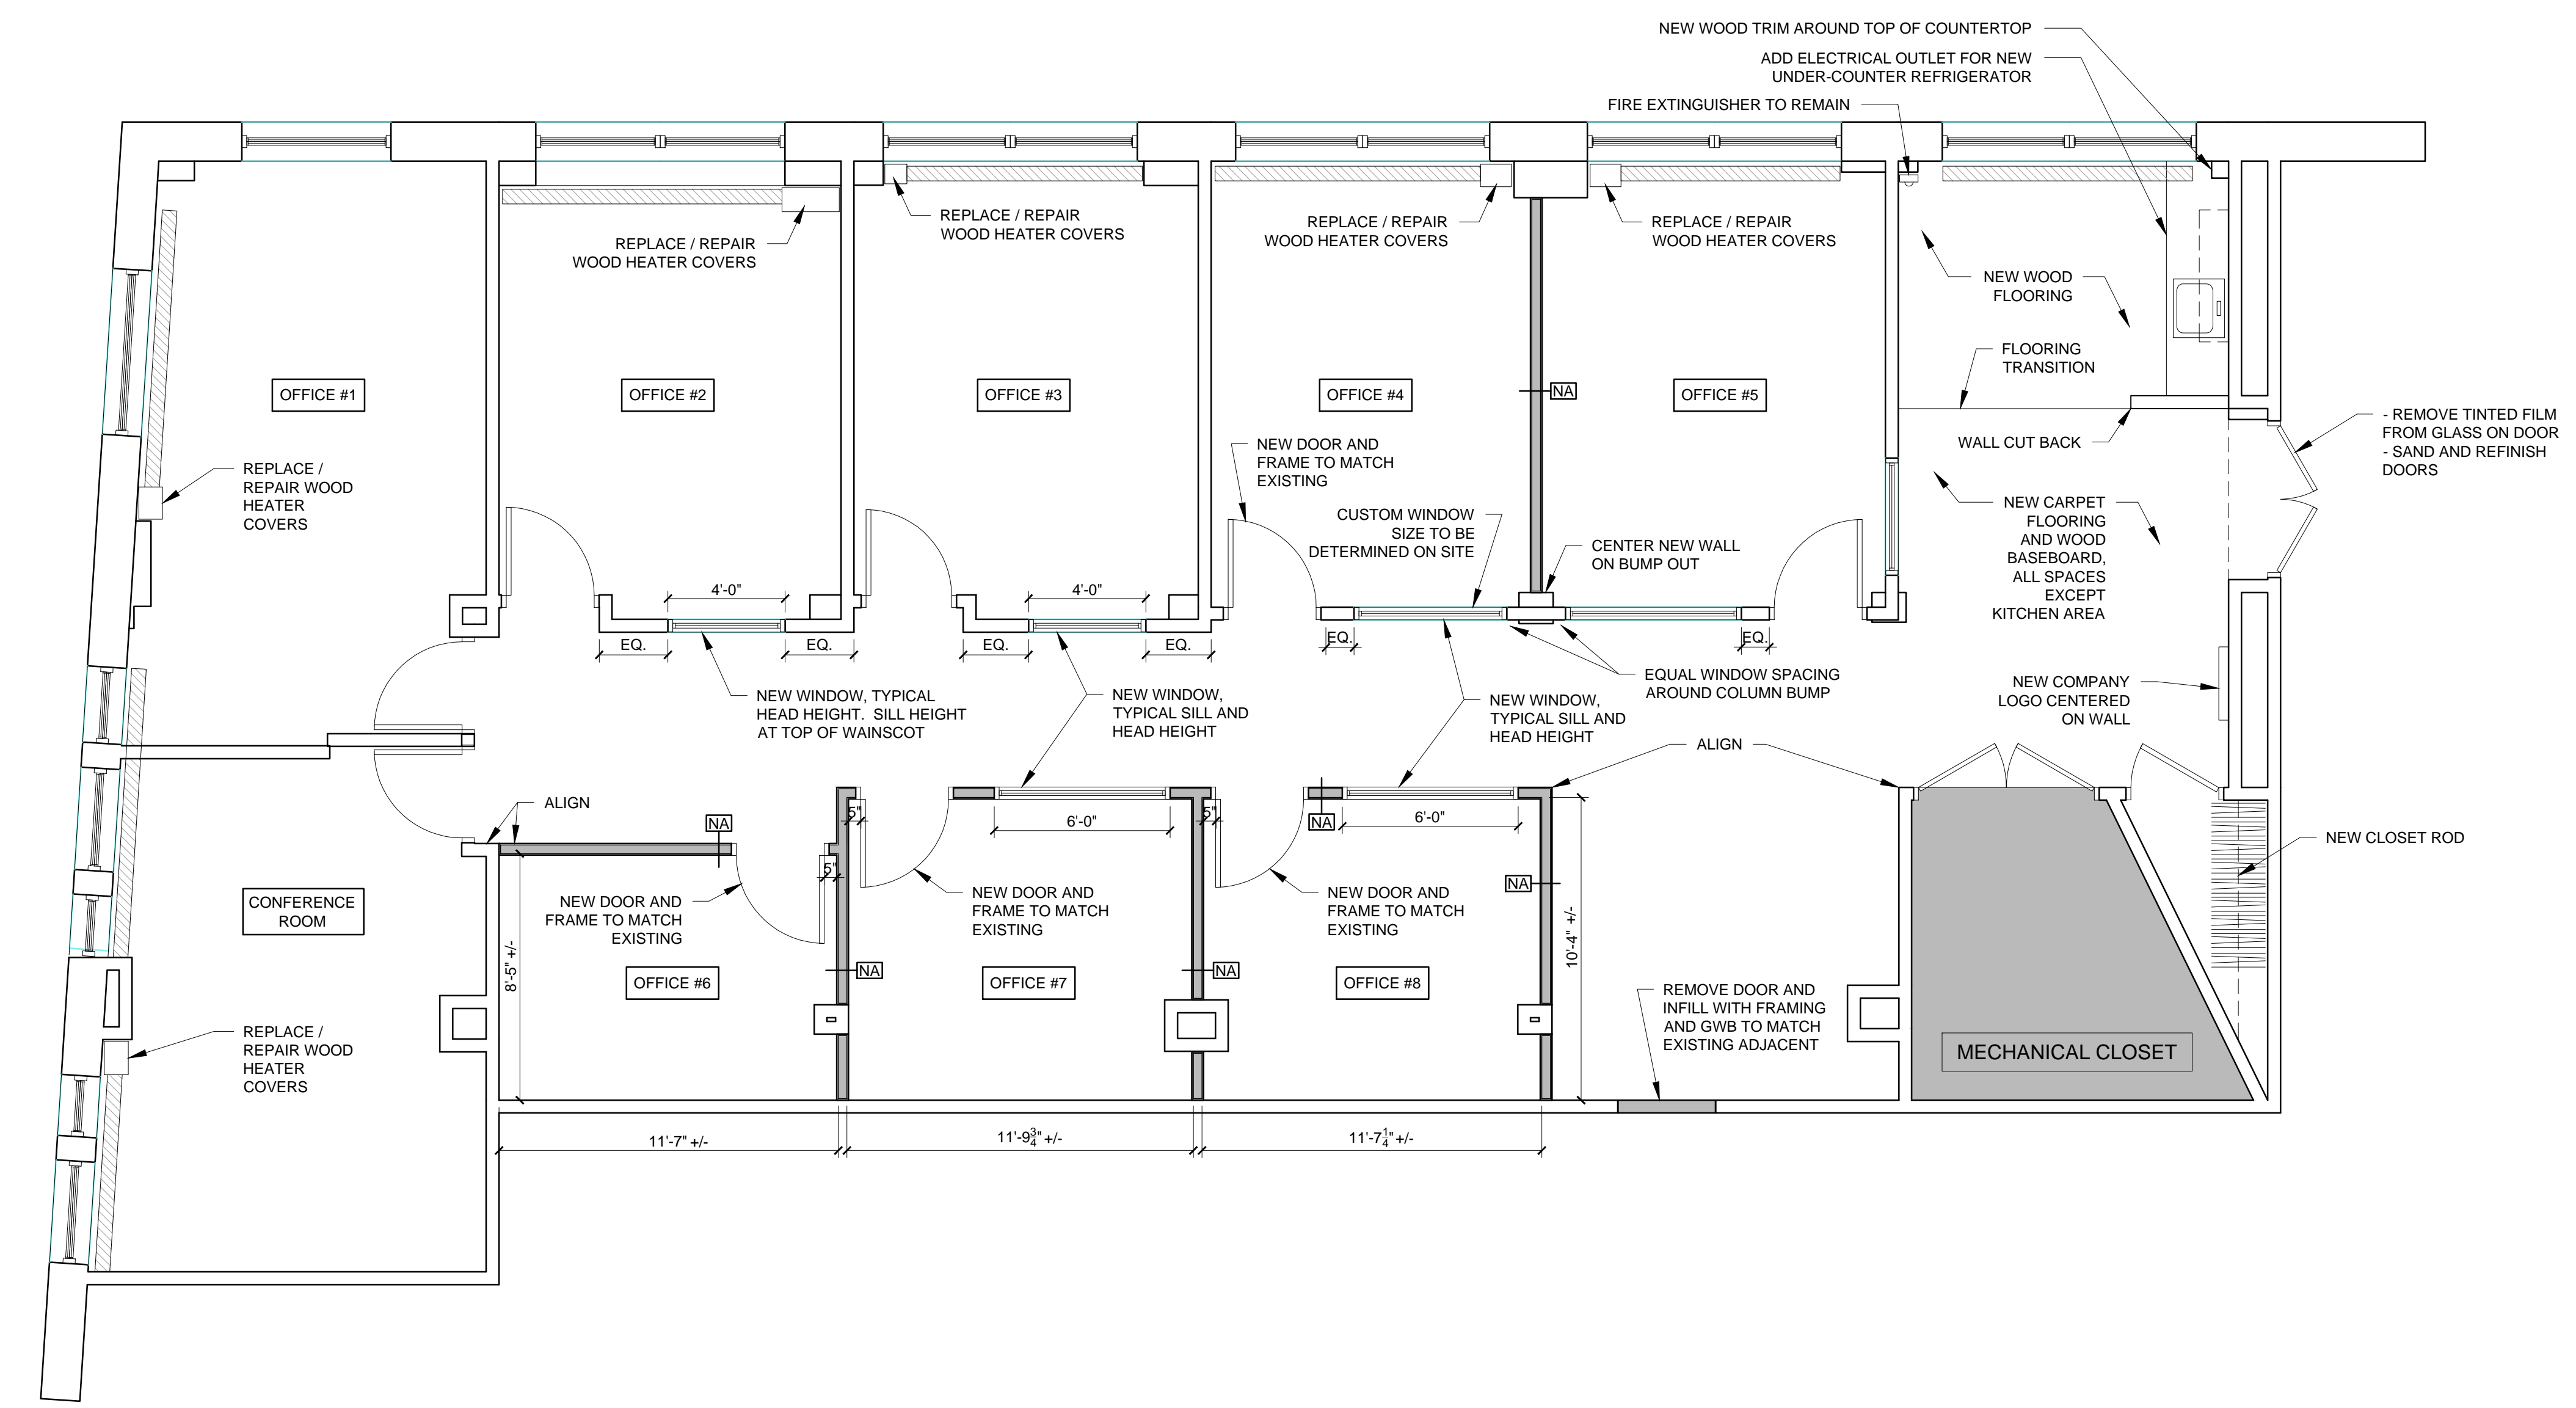 NEW WOOD TRIM AROUND TOP OF COUNTERTOP
ADD ELECTRICAL OUTLET FOR NEW
UNDER-COUNTER REFRIGERATOR
FIRE EXTINGUISHER TO REMAIN
REPLACE / REPAIR
WOOD HEATER COVERS
REPLACE / REPAIR
WOOD HEATER COVERS
REPLACE / REPAIR
WOOD HEATER COVERS
REPLACE / REPAIR
WOOD HEATER COVERS
NEW WOOD
FLOORING
FLOORING
TRANSITION
OFFICE #1
OFFICE #2
OFFICE #3
OFFICE #4
NA
OFFICE #5
WALL CUT BACK
- REMOVE TINTED FILM
FROM GLASS ON DOOR
- SAND AND REFINISH
DOORS
REPLACE /
REPAIR WOOD
HEATER
COVERS
NEW DOOR AND
FRAME TO MATCH
EXISTING
CUSTOM WINDOW
SIZE TO BE
DETERMINED ON SITE
CENTER NEW WALL
ON BUMP OUT
NEW CARPET
FLOORING
AND WOOD
BASEBOARD,
ALL SPACES
EXCEPT
KITCHEN AREA
4'-0"
4'-0"
EQ.
EQ.
EQ.
EQ.
EQ.
EQ.
NEW WINDOW, TYPICAL
HEAD HEIGHT.  SILL HEIGHT
AT TOP OF WAINSCOT
NEW WINDOW,
TYPICAL SILL AND
HEAD HEIGHT
NEW WINDOW,
TYPICAL SILL AND
HEAD HEIGHT
EQUAL WINDOW SPACING
AROUND COLUMN BUMP
NEW COMPANY
LOGO CENTERED
ON WALL
ALIGN
ALIGN
NA
5"
6'-0"
5"
NA
6'-0"
NEW CLOSET ROD
5"
NEW DOOR AND
FRAME TO MATCH
EXISTING
NEW DOOR AND
FRAME TO MATCH
EXISTING
NEW DOOR AND
FRAME TO MATCH
EXISTING
NA
CONFERENCE
ROOM
8'-5" +/-
10'-4" +/-
NA
NA
OFFICE #6
OFFICE #7
OFFICE #8
REMOVE DOOR AND
INFILL WITH FRAMING
AND GWB TO MATCH
EXISTING ADJACENT
REPLACE /
REPAIR WOOD
HEATER
COVERS
MECHANICAL CLOSET
11'-7" +/-
11'-9 3/4" +/-
11'-7 1/4" +/-